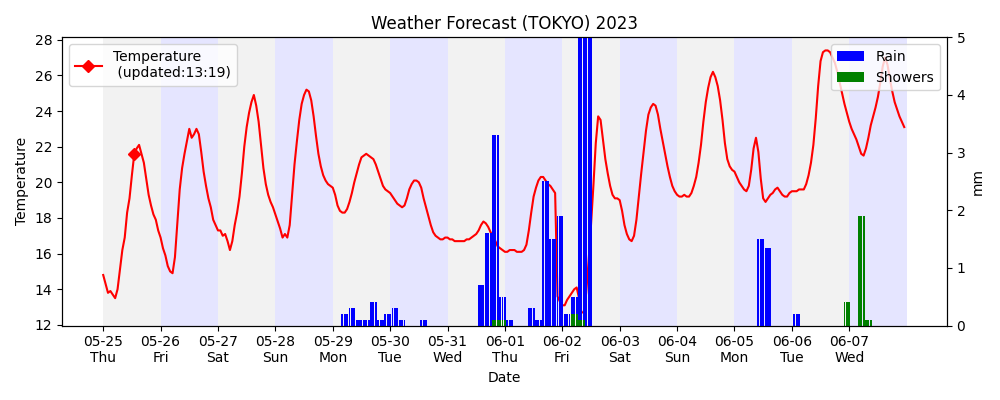 Weather Forecast (TOKYO) 2023
Temperature
(updated:13:19)
Rain
Showers
Temperature
28
26
24
22
20
18
16
14
12
5
4
3
2
1
0
mm
05-25 05-26 05-27 05-28 05-29 05-30 05-31 06-01 06-02 06-03 06-04 06-05 06-06 06-07
Thu Fri Sat Sun Mon Tue Wed Thu Fri Sat Sun Mon Tue Wed
Date